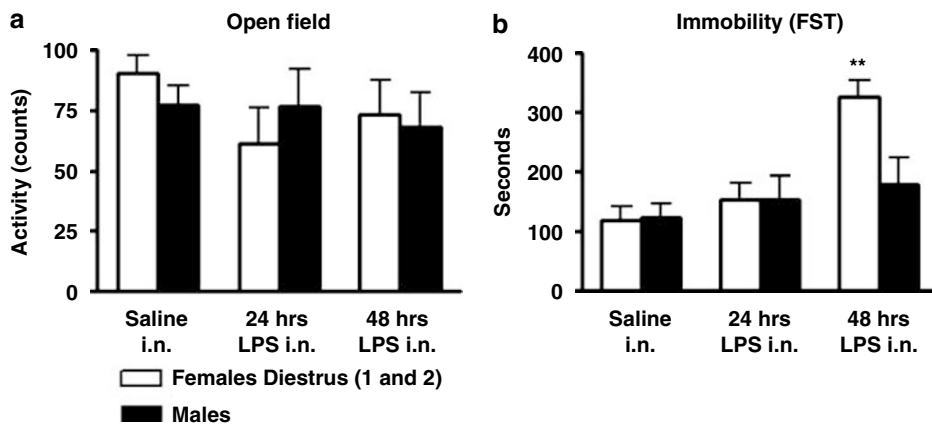 a
Open field
Activity (counts)
100
75
50
25
0
Saline i.n.
24 hrs LPS i.n.
48 hrs LPS i.n.
Females Diestrus (1 and 2)
Males
b
Immobility (FST)
Seconds
400
300
200
100
0
**
Saline i.n.
24 hrs LPS i.n.
48 hrs LPS i.n.